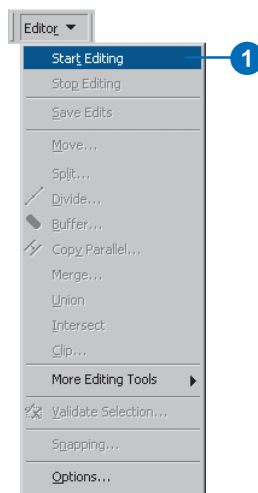 Editor
Start Editing
1
Stop Editing
Save Edits
Move...
Split...
Divide...
Buffer...
Copy Parallel...
Merge...
Union
Intersect
Clip...
More Editing Tools
Validate Selection...
Snapping...
Options...